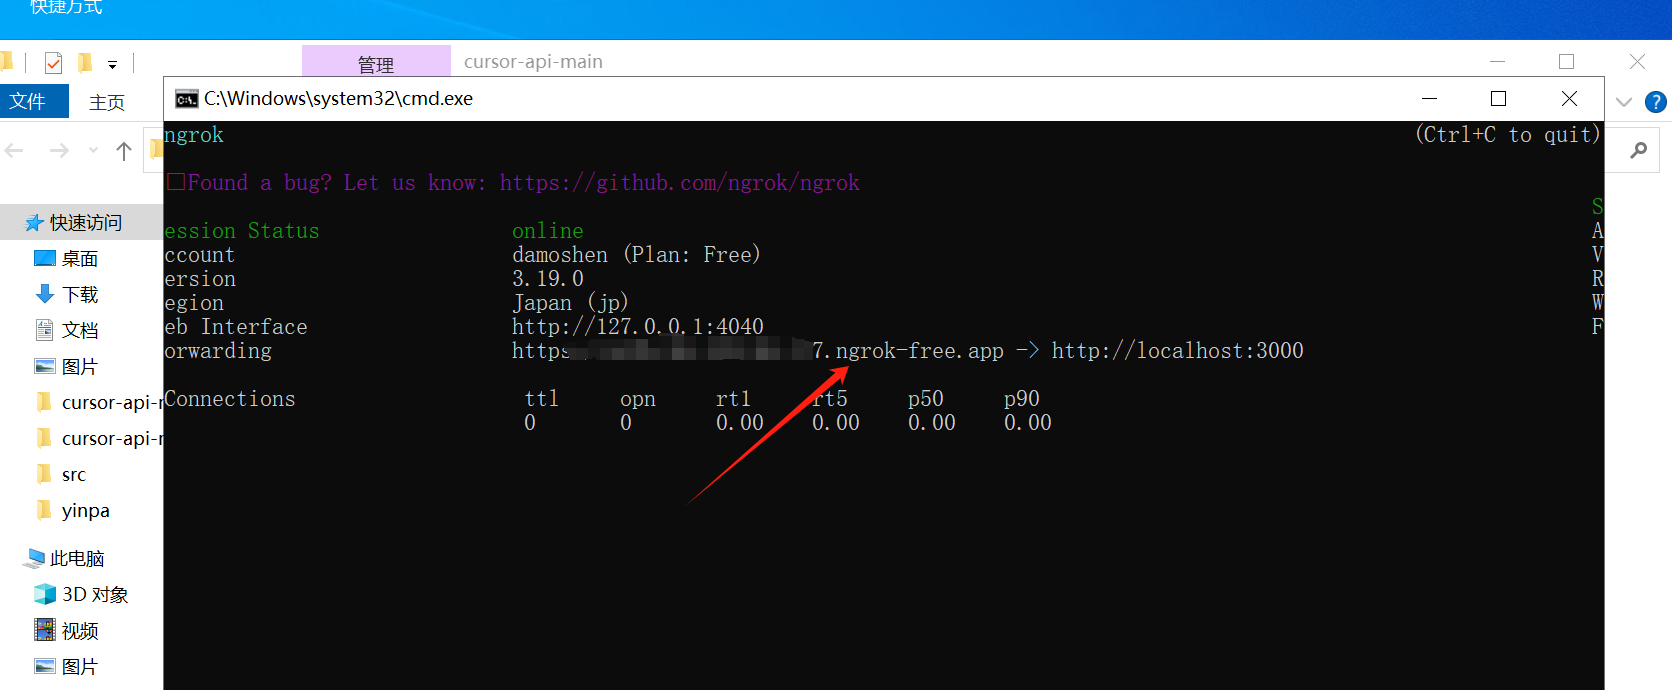 快捷方式
管理 cursor-api-main
文件 主页
C:\Windows\system32\cmd.exe
ngrok (Ctrl+C to quit)
Found a bug? Let us know: https://github.com/ngrok/ngrok
S
ession Status online A
ccount damoshen (Plan: Free) V
ersion 3.19.0 R
egion Japan (jp) W
eb Interface http://127.0.0.1:4040 F
orwarding https 7.ngrok-free.app -> http://localhost:3000
Connections ttl opn rt1 rt5 p50 p90
0 0 0.00 0.00 0.00 0.00
快速访问
桌面
下载
文档
图片
cursor-api-r
cursor-api-r
src
yinpa
此电脑
3D 对象
视频
图片